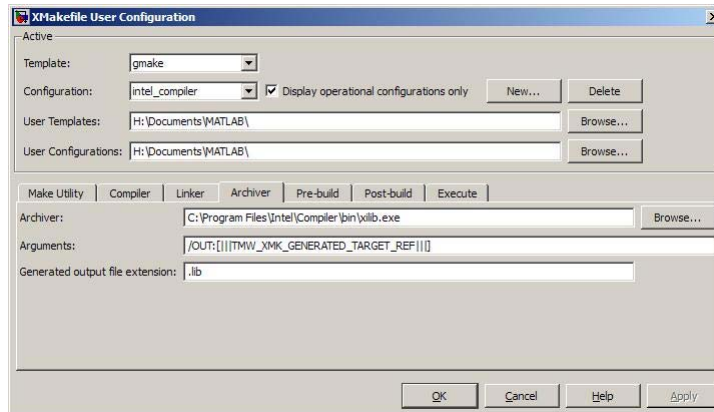 XMakefile User Configuration
Active
Template: gmake
Configuration: intel_compiler Display operational configurations only New... Delete
User Templates: H:\Documents\MATLAB\ Browse...
User Configurations: H:\Documents\MATLAB\ Browse...
Make Utility Compiler Linker Archiver Pre-build Post-build Execute
Archiver: C:\Program Files\Intel\Compiler\bin\xilib.exe Browse...
Arguments: /OUT:[|||TMW_XMK_GENERATED_TARGET_REF|||]
Generated output file extension: .lib
OK Cancel Help Apply